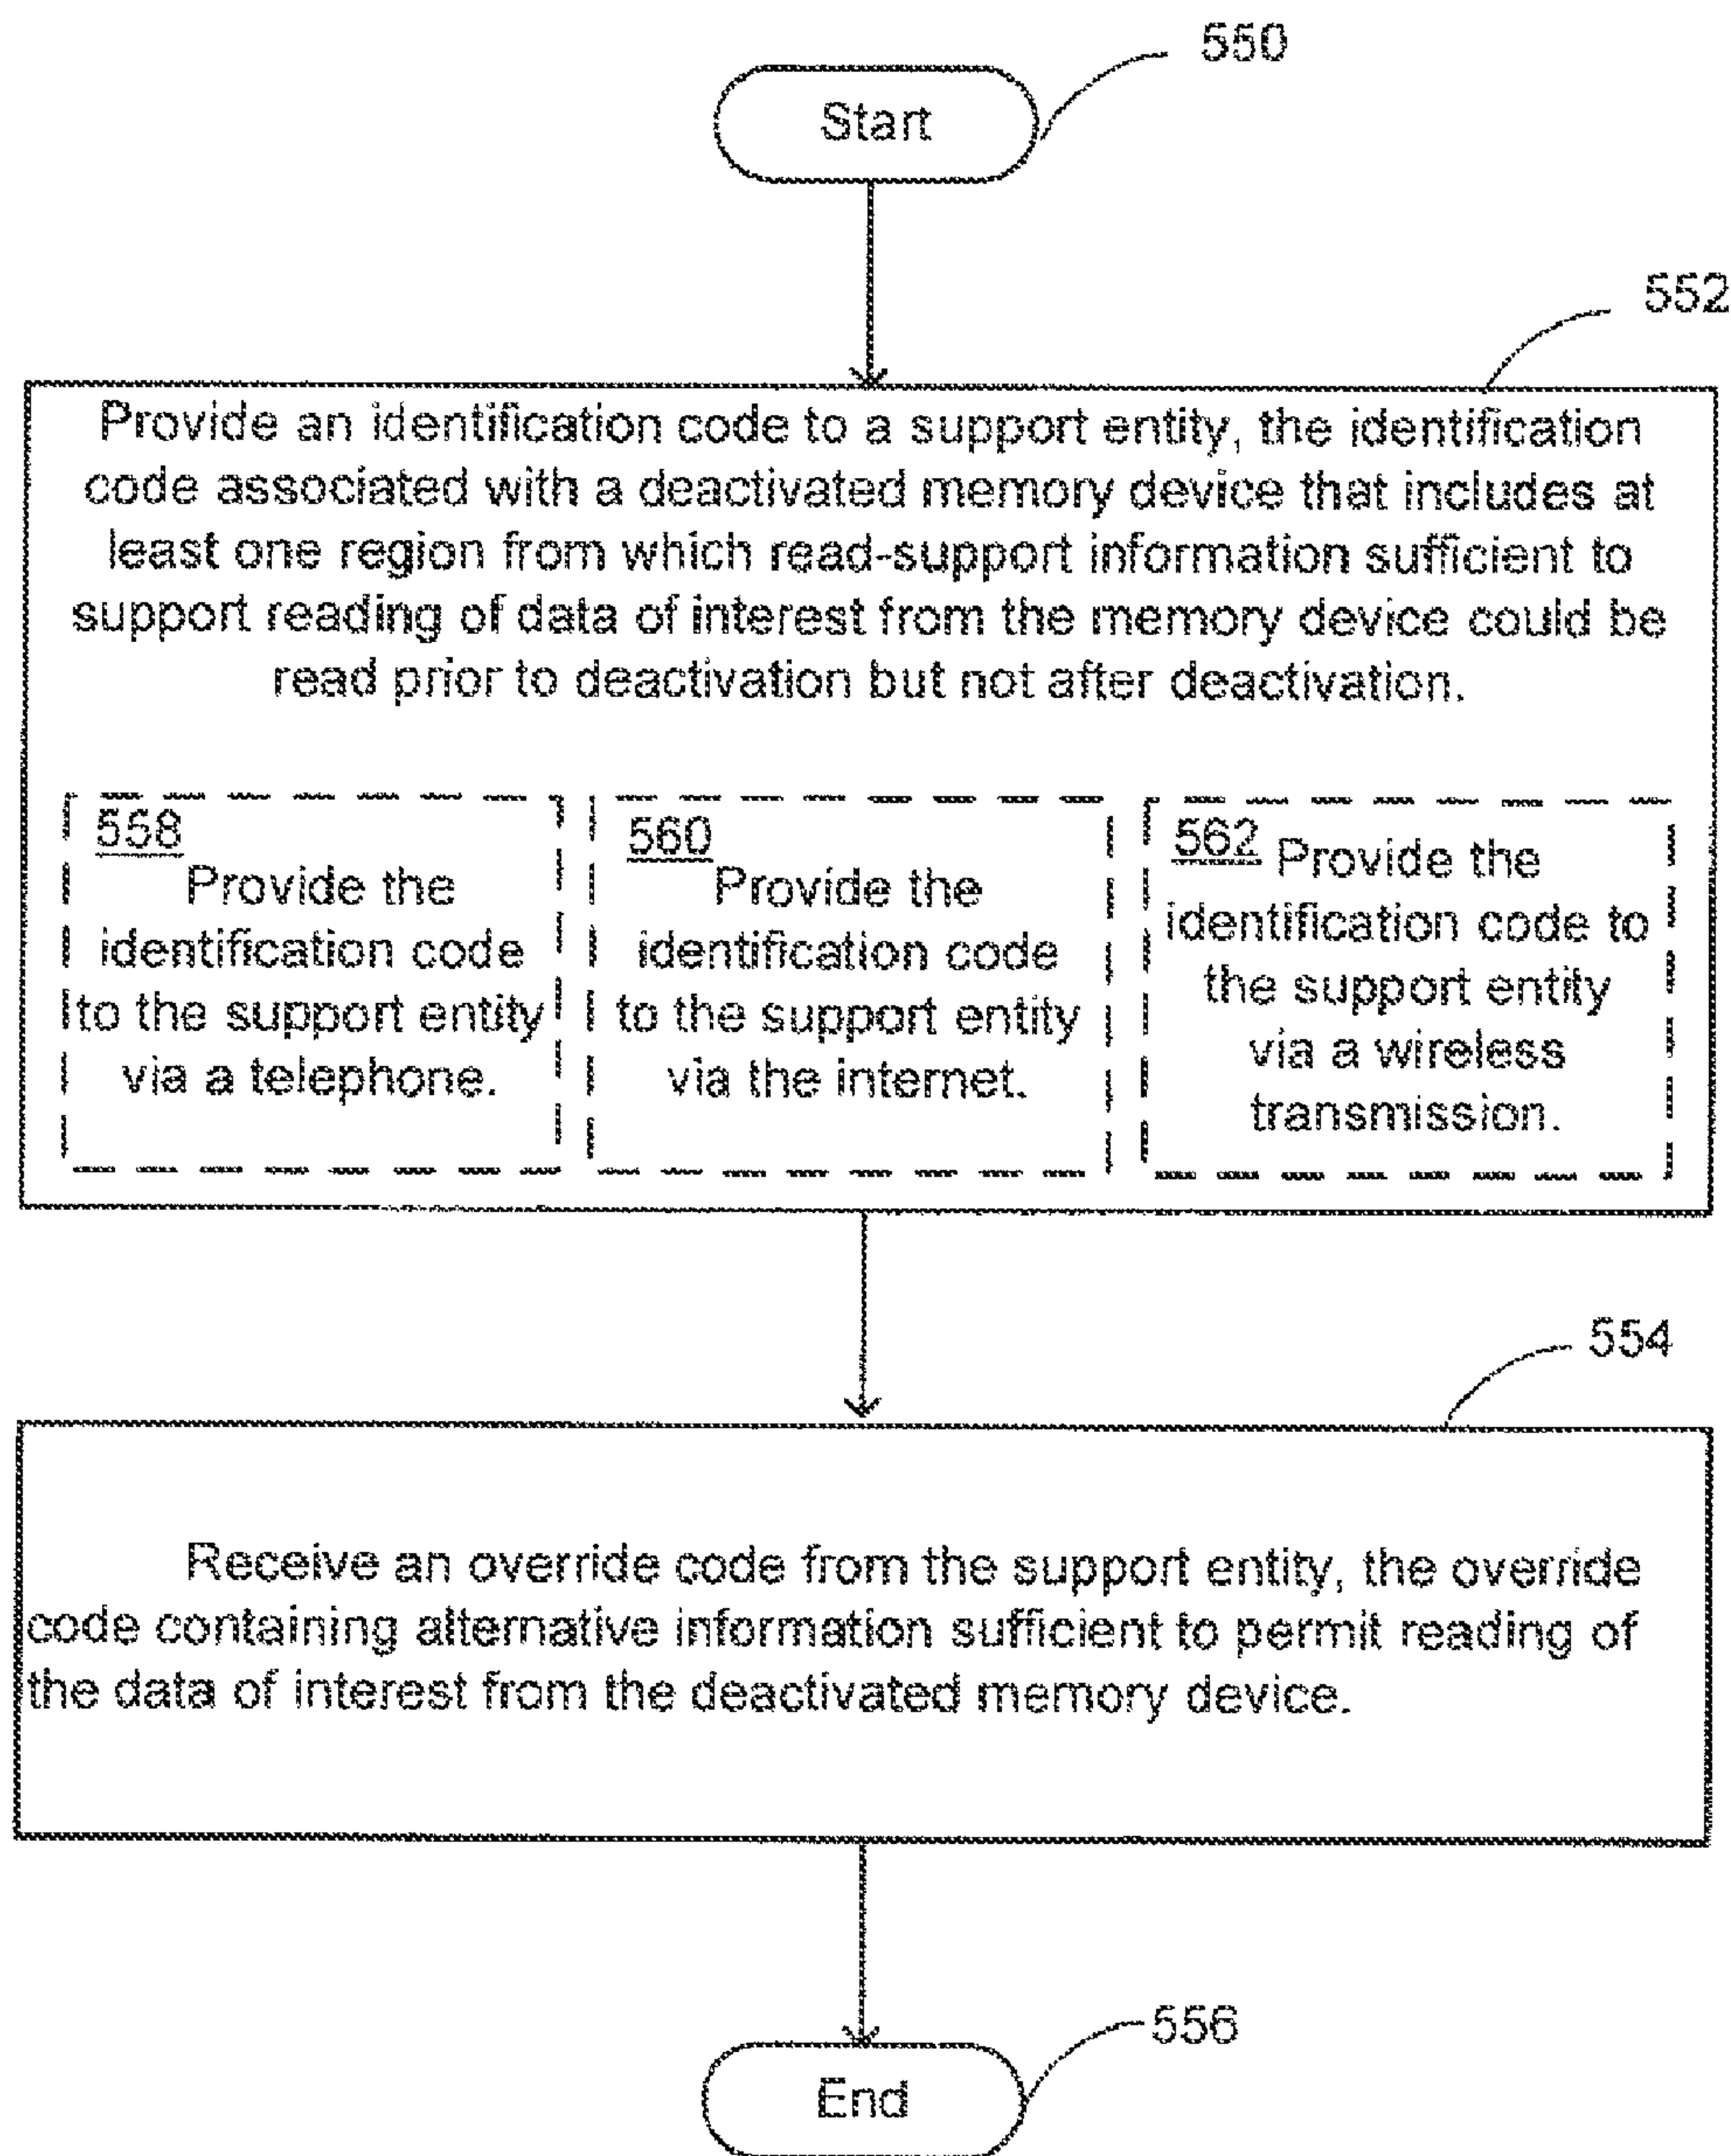 550
Start
552
Provide an identification code to a support entity, the identification
code associated with a deactivated memory device that includes at
least one region from which read-support information sufficient to
support reading of data of interest from the memory device could be
read prior to deactivation but not after deactivation.
558
Provide the
identification code
to the support entity
via a telephone.
560
Provide the
identification code
to the support entity
via the internet.
562 Provide the
identification code to
the support entity
via a wireless
transmission.
554
Receive an override code from the support entity, the override
code containing alternative information sufficient to permit reading of
the data of interest from the deactivated memory device.
556
End